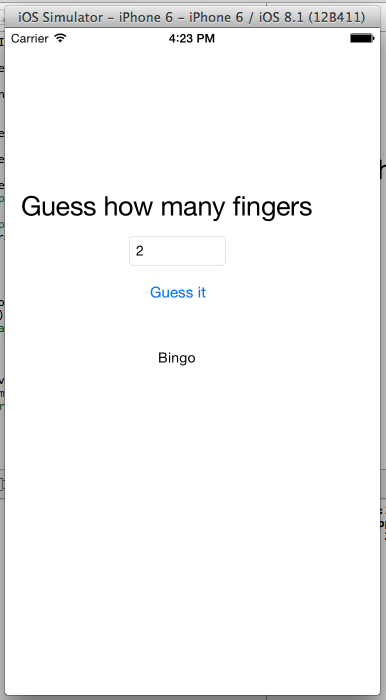 iOS Simulator - iPhone 6 - iPhone 6 / iOS 8.1 (12B411)
Carrier 4:23 PM
Guess how many fingers
2
Guess it
Bingo